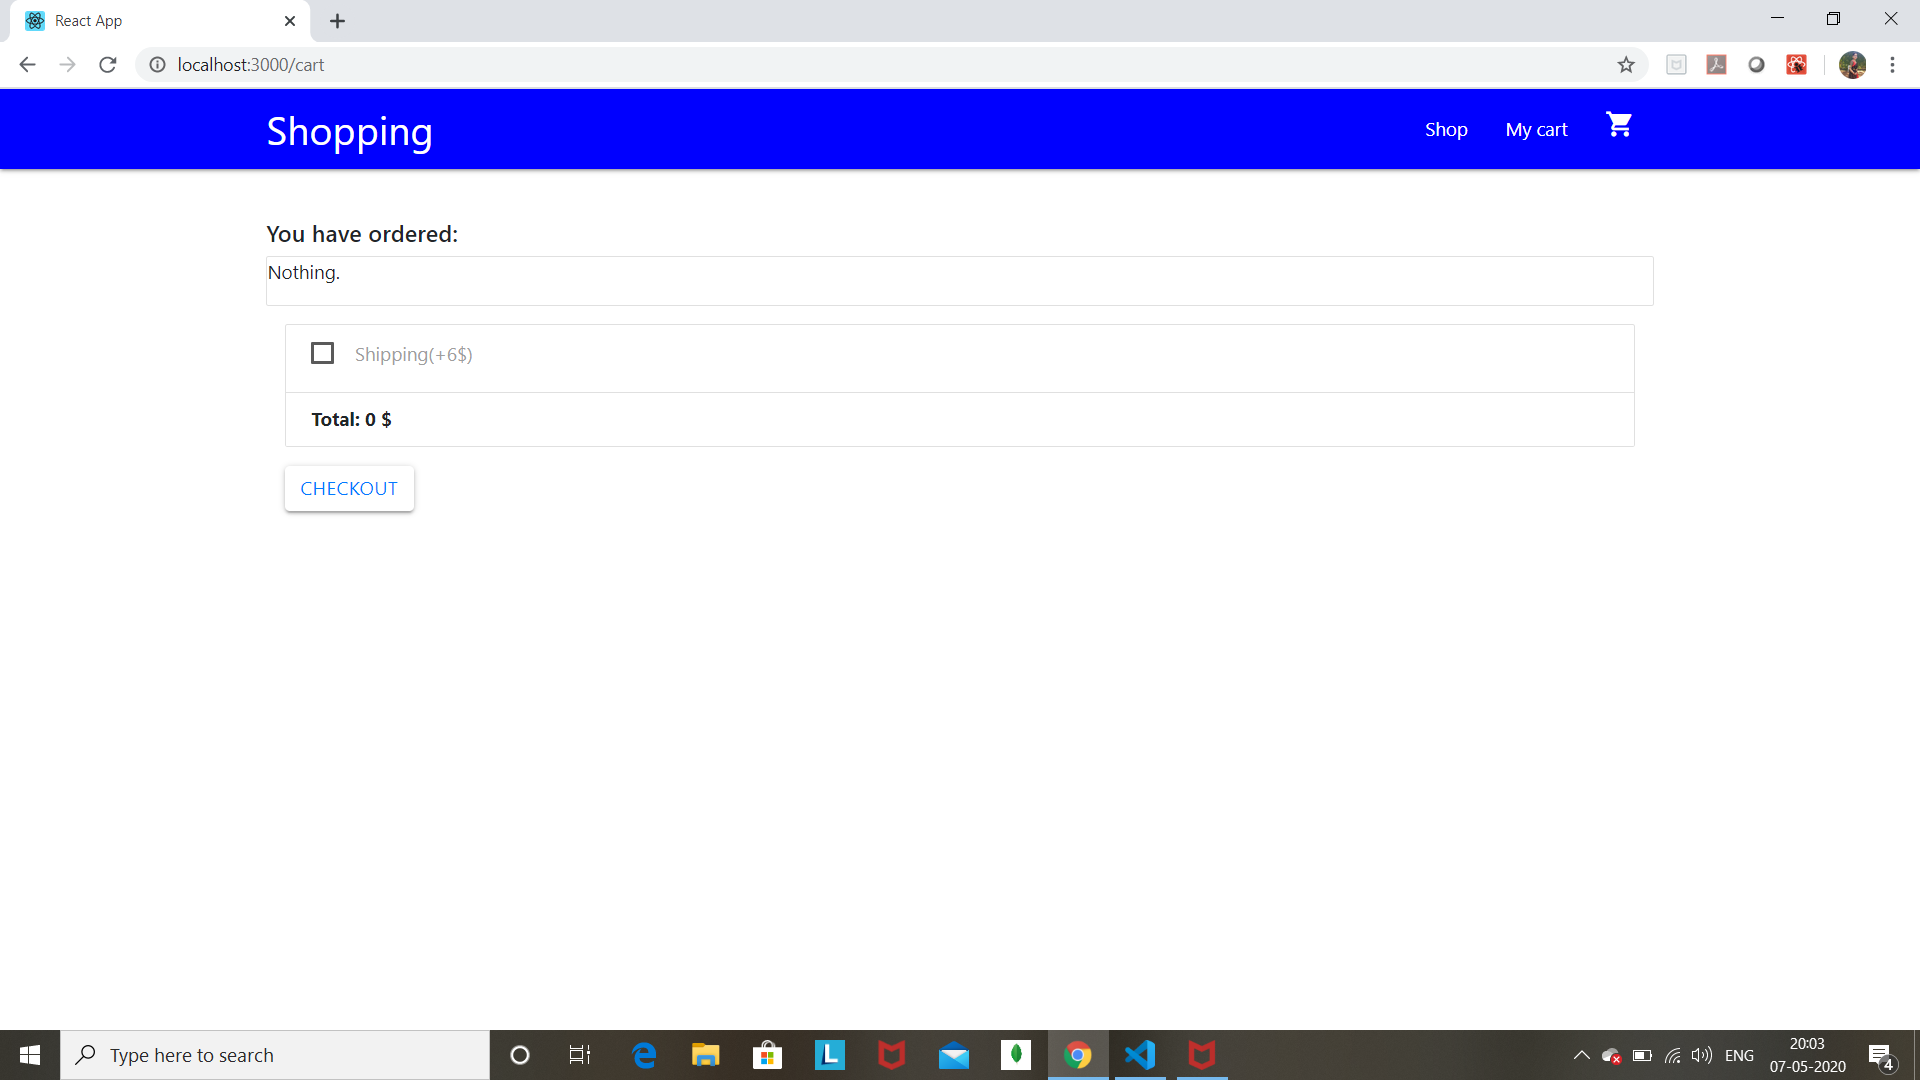 React App
localhost:3000/cart
Shopping
Shop
My cart
You have ordered:
Nothing.
Shipping(+6$)
Total: 0 $
CHECKOUT
Type here to search
L
ENG
20:03
07-05-2020
4